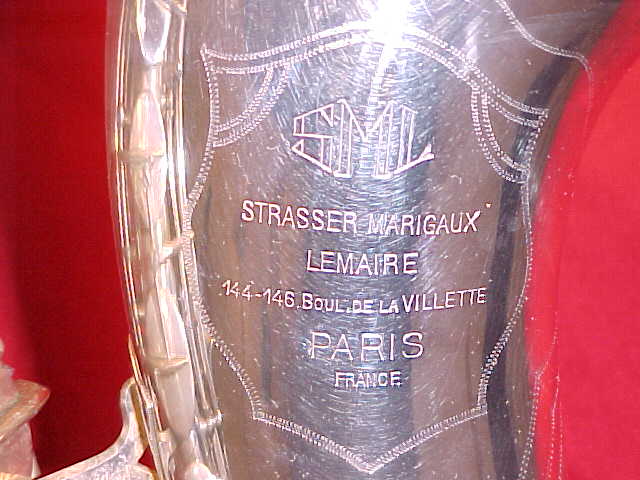 SML
STRASSER MARIGAUX
LEMAIRE
144-146, BOUL. DE LA VILLETTE
PARIS
FRANCE